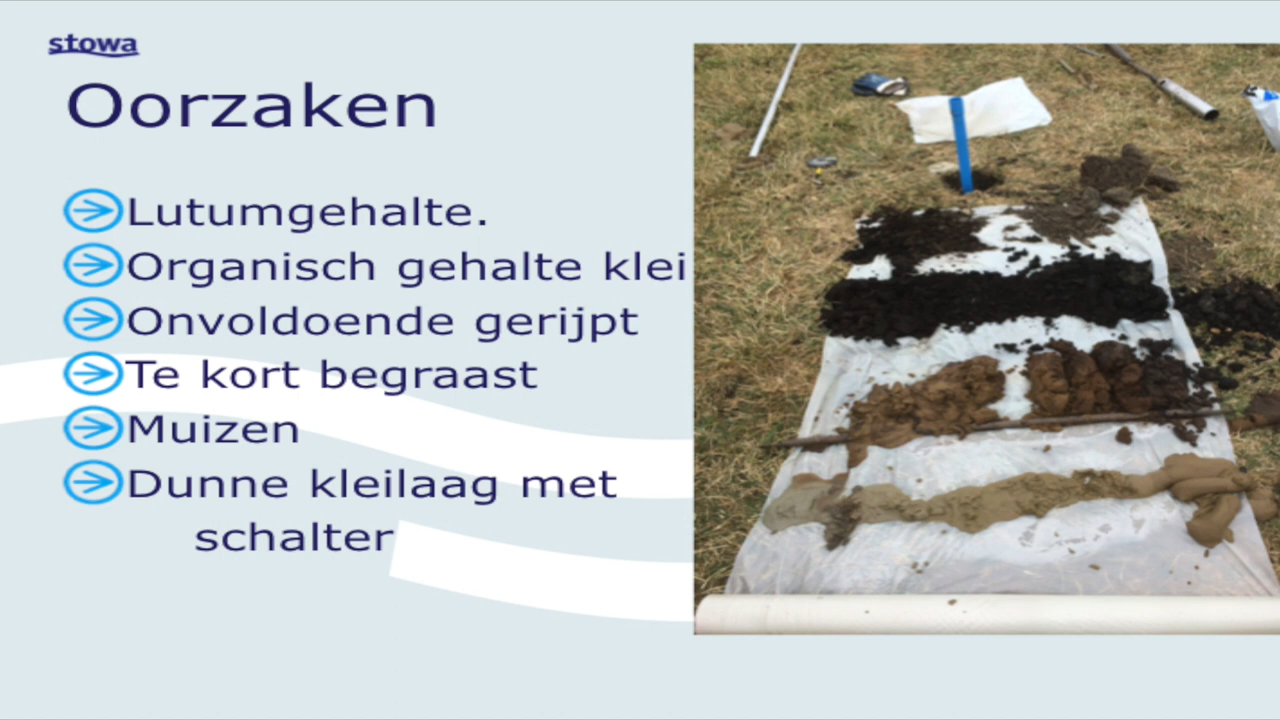 stowa
Oorzaken
Lutumgehalte.
Organisch gehalte klei
Onvoldoende gerijpt
Te kort begraast
Muizen
Dunne kleilaag met
schalter